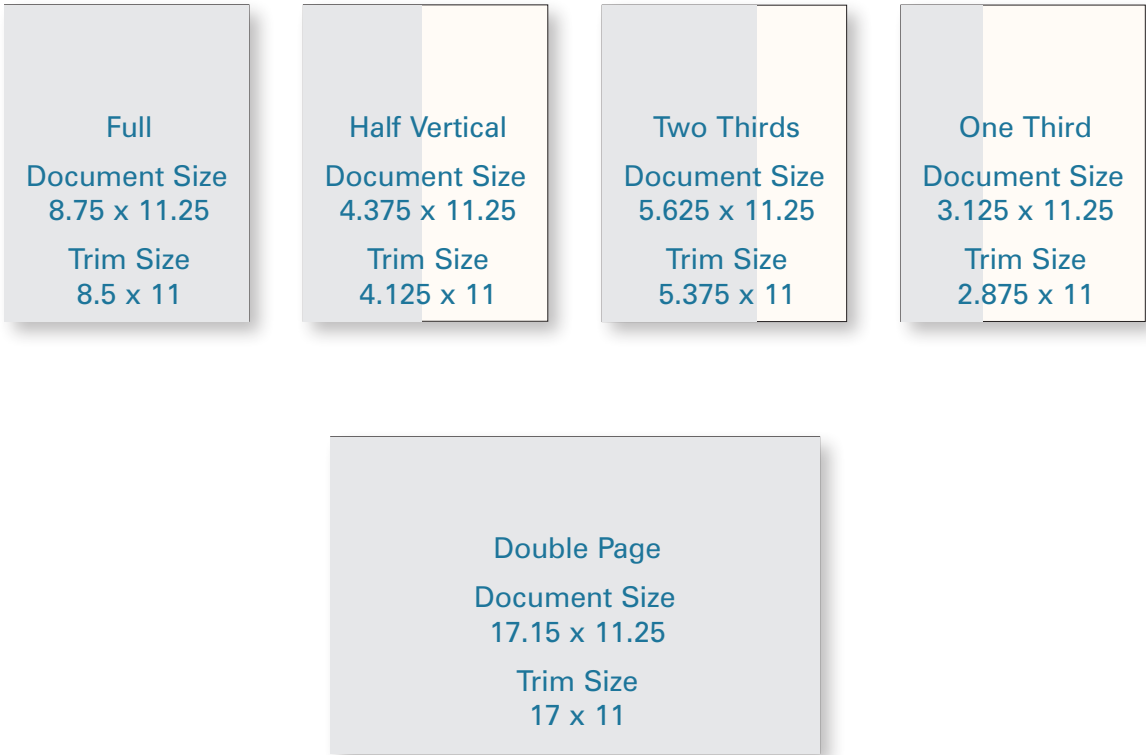 Full
Document Size
8.75 x 11.25
Trim Size
8.5 x 11
Half Vertical
Document Size
4.375 x 11.25
Trim Size
4.125 x 11
Two Thirds
Document Size
5.625 x 11.25
Trim Size
5.375 x 11
One Third
Document Size
3.125 x 11.25
Trim Size
2.875 x 11
Double Page
Document Size
17.15 x 11.25
Trim Size
17 x 11